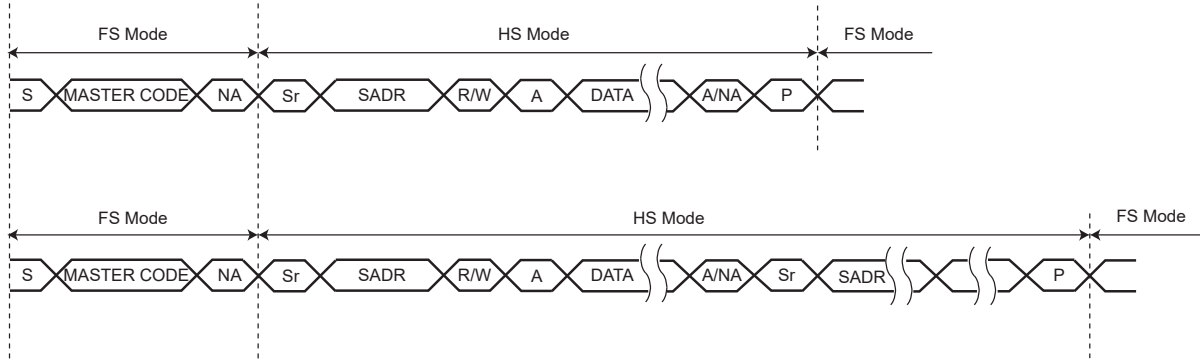 FS Mode HS Mode FS Mode
S MASTER CODE NA Sr SADR R/W A DATA A/NA P
FS Mode HS Mode FS Mode
S MASTER CODE NA Sr SADR R/W A DATA A/NA Sr SADR P